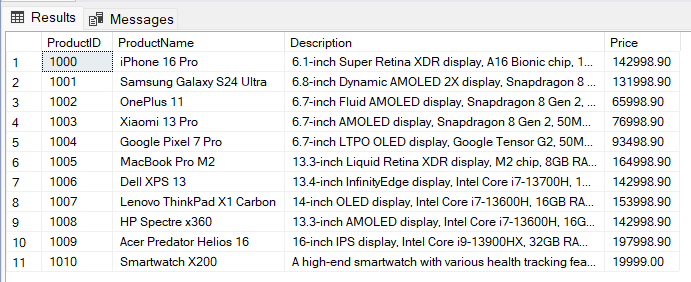 Results Messages
ProductID ProductName Description Price
1 1000 iPhone 16 Pro 6.1-inch Super Retina XDR display, A16 Bionic chip, 1... 142998.90
2 1001 Samsung Galaxy S24 Ultra 6.8-inch Dynamic AMOLED 2X display, Snapdragon 8 ... 131998.90
3 1002 OnePlus 11 6.7-inch Fluid AMOLED display, Snapdragon 8 Gen 2, ... 65998.90
4 1003 Xiaomi 13 Pro 6.7-inch AMOLED display, Snapdragon 8 Gen 2, 50M... 76998.90
5 1004 Google Pixel 7 Pro 6.7-inch LTPO OLED display, Google Tensor G2, 50M... 93498.90
6 1005 MacBook Pro M2 13.3-inch Liquid Retina XDR display, M2 chip, 8GB RA... 164998.90
7 1006 Dell XPS 13 13.4-inch InfinityEdge display, Intel Core i7-13700H, 1... 142998.90
8 1007 Lenovo ThinkPad X1 Carbon 14-inch OLED display, Intel Core i7-13600H, 16GB RA... 153998.90
9 1008 HP Spectre x360 13.3-inch AMOLED display, Intel Core i7-13600H, 16G... 142998.90
10 1009 Acer Predator Helios 16 16-inch IPS display, Intel Core i9-13900HX, 32GB RA... 197998.90
11 1010 Smartwatch X200 A high-end smartwatch with various health tracking fea... 19999.00